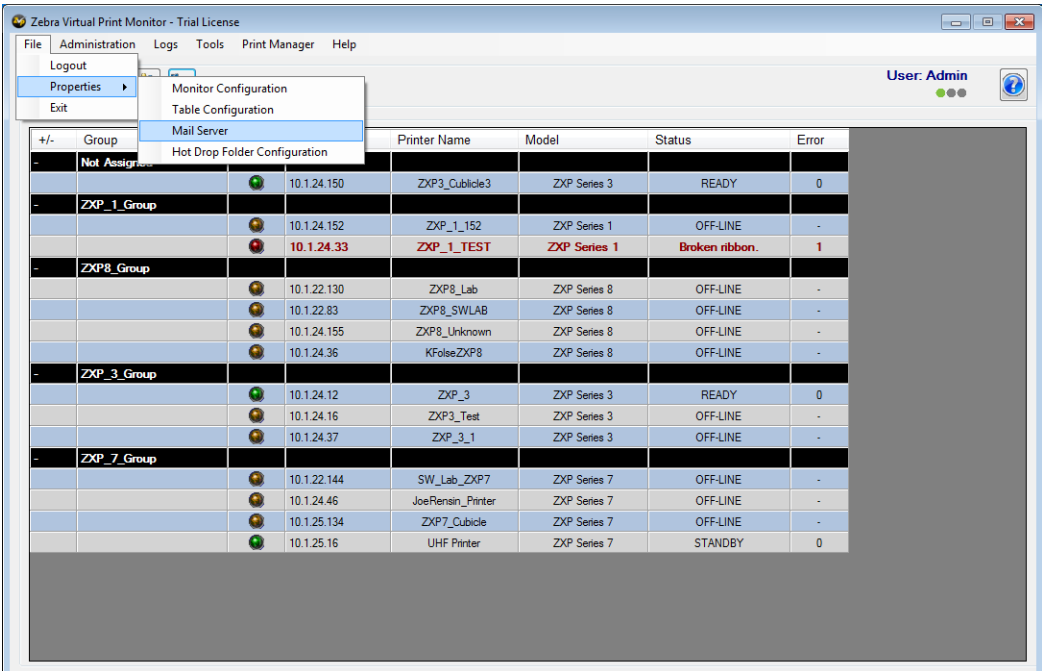 Zebra Virtual Print Monitor - Trial License
File Administration Logs Tools Print Manager Help
Logout
Properties
Exit
Monitor Configuration
Table Configuration
Mail Server
Hot Drop Folder Configuration
User: Admin
+/- Group Printer Name Model Status Error
- Not Assigned
10.1.24.150 ZXP3_Cublicle3 ZXP Series 3 READY 0
- ZXP_1_Group
10.1.24.152 ZXP_1_152 ZXP Series 1 OFF-LINE -
10.1.24.33 ZXP_1_TEST ZXP Series 1 Broken ribbon. 1
- ZXP8_Group
10.1.22.130 ZXP8_Lab ZXP Series 8 OFF-LINE -
10.1.22.83 ZXP8_SWLAB ZXP Series 8 OFF-LINE -
10.1.24.155 ZXP8_Unknown ZXP Series 8 OFF-LINE -
10.1.24.36 KFolseZXP8 ZXP Series 8 OFF-LINE -
- ZXP_3_Group
10.1.24.12 ZXP_3 ZXP Series 3 READY 0
10.1.24.16 ZXP3_Test ZXP Series 3 OFF-LINE -
10.1.24.37 ZXP_3_1 ZXP Series 3 OFF-LINE -
- ZXP_7_Group
10.1.22.144 SW_Lab_ZXP7 ZXP Series 7 OFF-LINE -
10.1.24.46 JoeRensin_Printer ZXP Series 7 OFF-LINE -
10.1.25.134 ZXP7_Cubicle ZXP Series 7 OFF-LINE -
10.1.25.16 UHF Printer ZXP Series 7 STANDBY 0